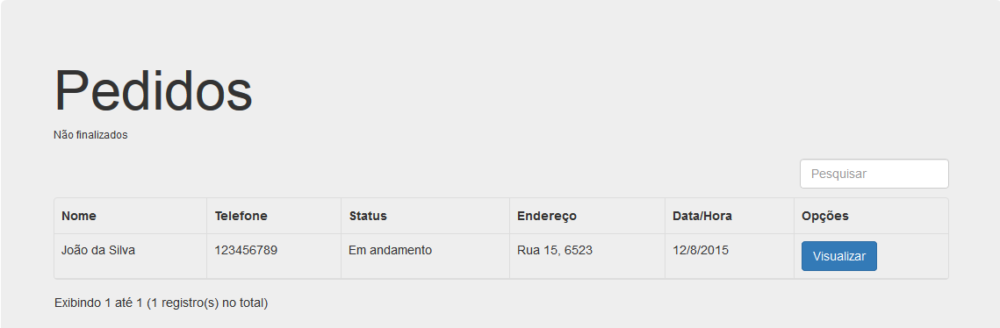 Pedidos
Não finalizados
Pesquisar
Nome Telefone Status Endereço Data/Hora Opções
João da Silva 123456789 Em andamento Rua 15, 6523 12/8/2015 Visualizar
Exibindo 1 até 1 (1 registro(s) no total)